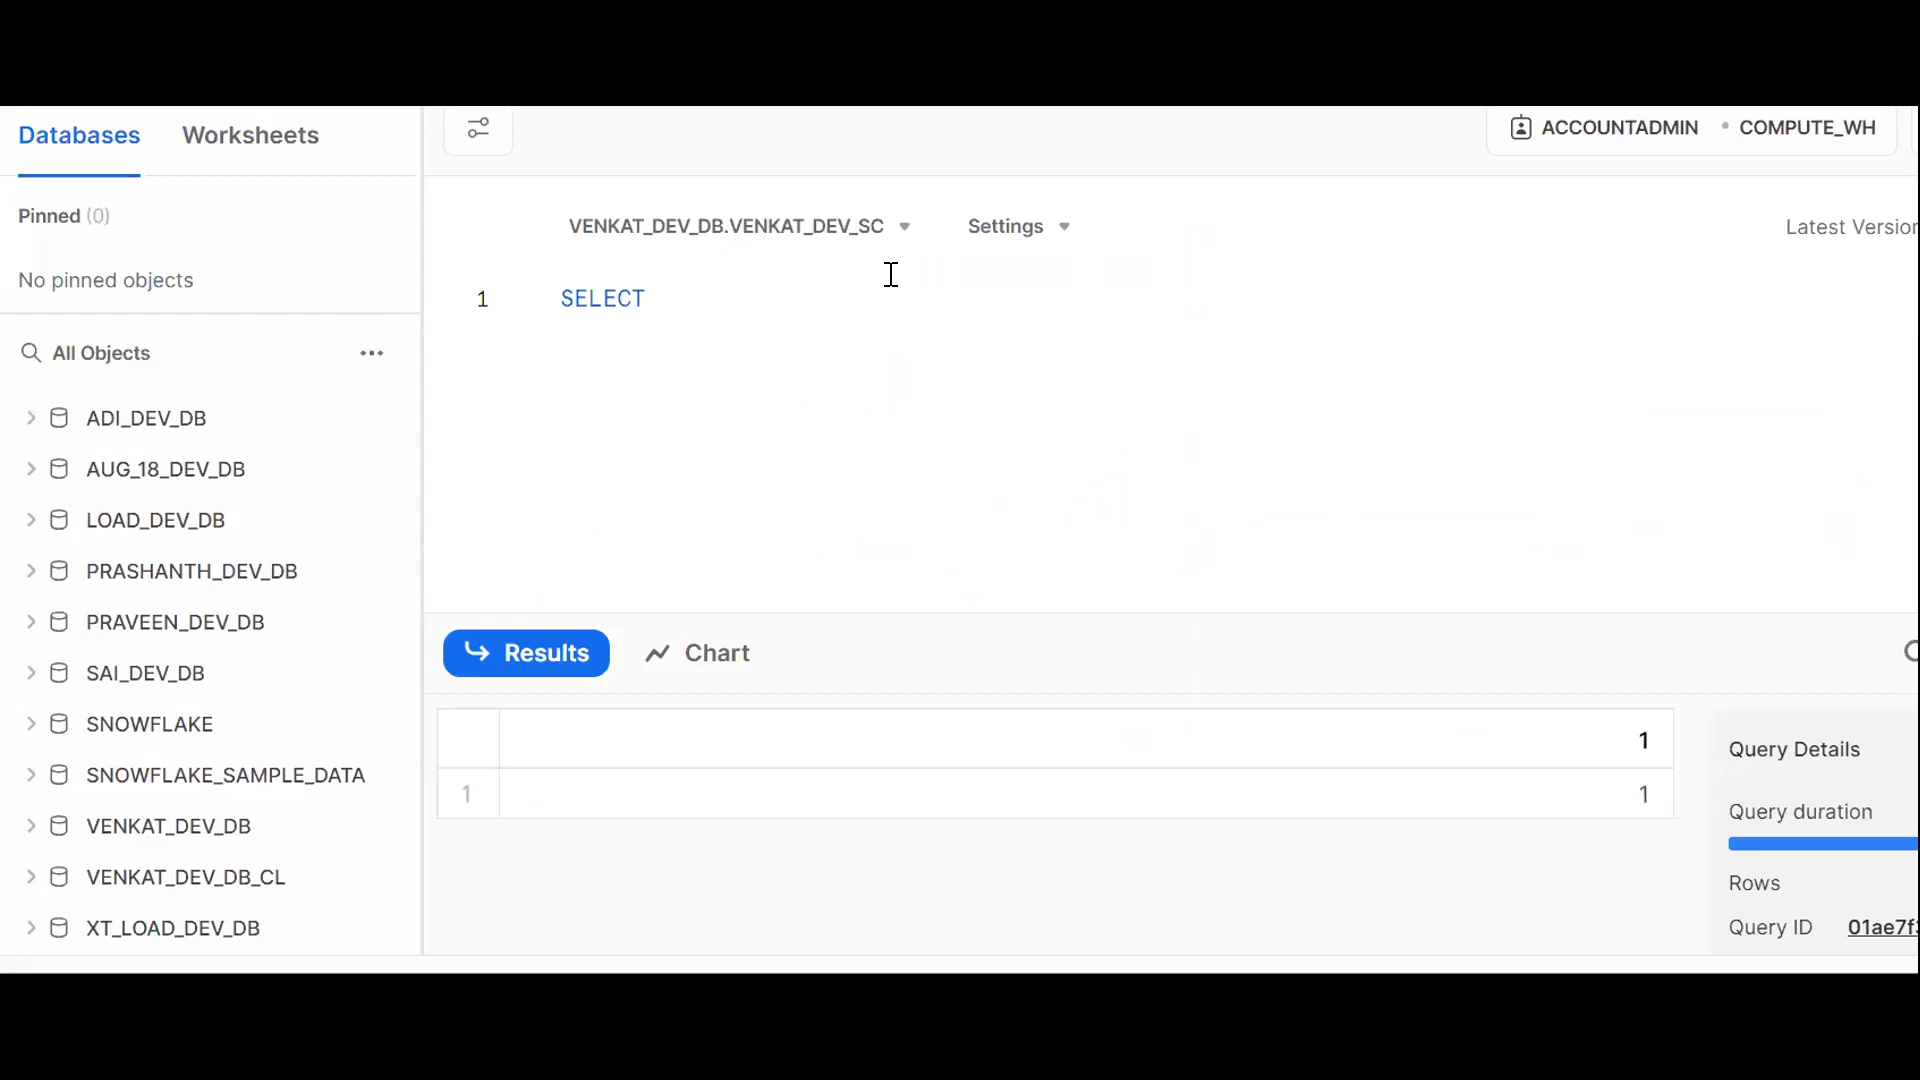 Databases Worksheets
ACCOUNTADMIN COMPUTE_WH
Pinned (0)
No pinned objects
VENKAT_DEV_DB.VENKAT_DEV_SC Settings Latest Version
1 SELECT
All Objects
ADI_DEV_DB
AUG_18_DEV_DB
LOAD_DEV_DB
PRASHANTH_DEV_DB
PRAVEEN_DEV_DB
SAI_DEV_DB
SNOWFLAKE
SNOWFLAKE_SAMPLE_DATA
VENKAT_DEV_DB
VENKAT_DEV_DB_CL
XT_LOAD_DEV_DB
Results Chart
1
1 1
Query Details
Query duration
Rows
Query ID 01ae7f